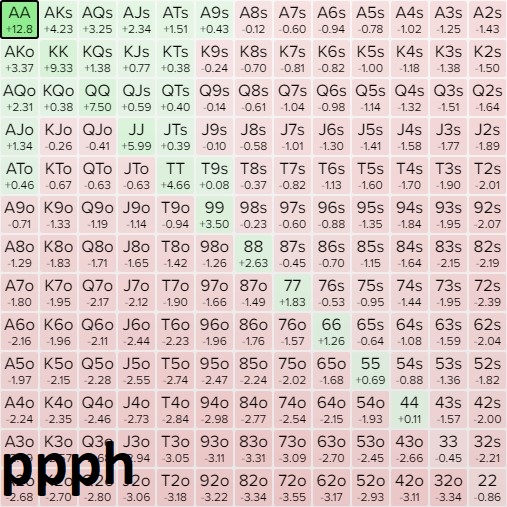 AA AKs AQs AJs ATs A9s A8s A7s A6s A5s A4s A3s A2s
+12.8 +4.23 +3.25 +2.34 +1.51 +0.43 -0.12 -0.60 -0.94 -0.78 -1.02 -1.25 -1.43
AKo KK KQs KJs KTs K9s K8s K7s K6s K5s K4s K3s K2s
+3.37 +9.33 +1.38 +0.77 +0.38 -0.24 -0.70 -0.81 -0.82 -1.00 -1.18 -1.38 -1.50
AQo KQo QQ QJs QTs Q9s Q8s Q7s Q6s Q5s Q4s Q3s Q2s
+2.31 +0.38 +7.50 +0.59 +0.40 -0.14 -0.61 -1.04 -0.98 -1.14 -1.32 -1.51 -1.64
AJo KJo QJo JJ JTs J9s J8s J7s J6s J5s J4s J3s J2s
+1.34 -0.26 -0.41 +5.99 +0.39 -0.10 -0.58 -1.01 -1.30 -1.41 -1.58 -1.77 -1.89
ATo KTo QTo JTo TT T9s T8s T7s T6s T5s T4s T3s T2s
+0.46 -0.67 -0.63 -0.63 +4.66 +0.08 -0.37 -0.82 -1.13 -1.60 -1.70 -1.90 -2.01
A9o K9o Q9o J9o T9o 99 98s 97s 96s 95s 94s 93s 92s
-0.71 -1.33 -1.19 -1.14 -0.94 +3.50 -0.23 -0.60 -0.88 -1.35 -1.84 -1.95 -2.07
A8o K8o Q8o J8o T8o 98o 88 87s 86s 85s 84s 83s 82s
-1.29 -1.83 -1.71 -1.65 -1.42 -1.26 +2.63 -0.45 -0.70 -1.15 -1.64 -2.15 -2.19
A7o K7o Q7o J7o T7o 97o 87o 77 76s 75s 74s 73s 72s
-1.80 -1.95 -2.17 -2.12 -1.90 -1.66 -1.49 +1.83 -0.53 -0.95 -1.44 -1.95 -2.39
A6o K6o Q6o J6o T6o 96o 86o 76o 66 65s 64s 63s 62s
-2.16 -1.96 -2.11 -2.44 -2.23 -1.96 -1.76 -1.57 +1.26 -0.64 -1.08 -1.59 -2.04
A5o K5o Q5o J5o T5o 95o 85o 75o 65o 55 54s 53s 52s
-1.97 -2.15 -2.28 -2.55 -2.74 -2.47 -2.24 -2.02 -1.68 +0.69 -0.88 -1.36 -1.82
A4o K4o Q4o J4o T4o 94o 84o 74o 64o 54o 44 43s 42s
-2.24 -2.35 -2.46 -2.73 -2.84 -2.98 -2.77 -2.54 -2.15 -1.93 +0.11 -1.57 -2.00
A3o J3o T3o 93o 83o 73o 63o 53o 43o 33 32s
-3.05 -3.11 -3.31 -3.09 -2.70 -2.45 -2.66 -0.45 -2.21
ppph
T2o 92o 82o 72o 62o 52o 42o 32o 22
-2.68 -2.70 -2.80 -3.06 -3.18 -3.22 -3.34 -3.55 -3.17 -2.93 -3.11 -3.34 -0.86